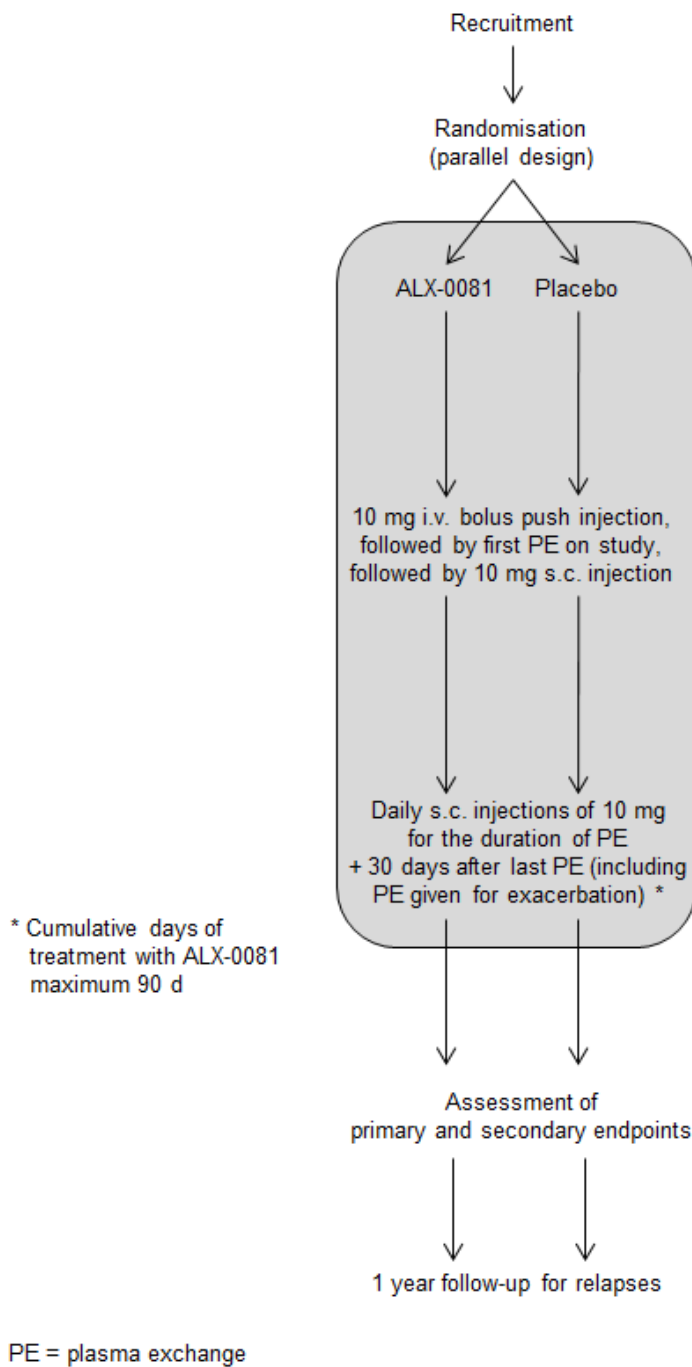 Recruitment
Randomisation
(parallel design)
ALX-0081 Placebo
10 mg i.v. bolus push injection,
followed by first PE on study,
followed by 10 mg s.c. injection
Daily s.c. injections of 10 mg
for the duration of PE
+ 30 days after last PE (including
PE given for exacerbation) *
* Cumulative days of
treatment with ALX-0081
maximum 90 d
Assessment of
primary and secondary endpoints
1 year follow-up for relapses
PE = plasma exchange